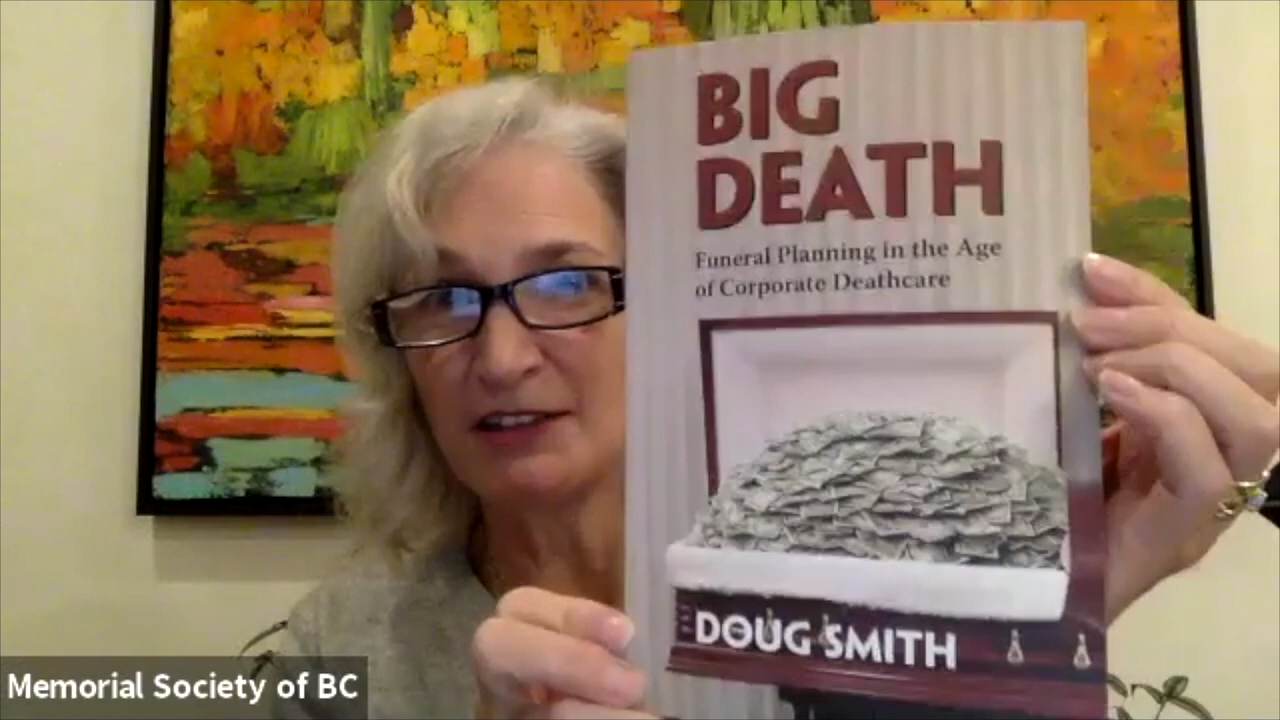 BIG
DEATH
Funeral Planning in the Age
of Corporate Deathcare
DOUG SMITH
Memorial Society of BC